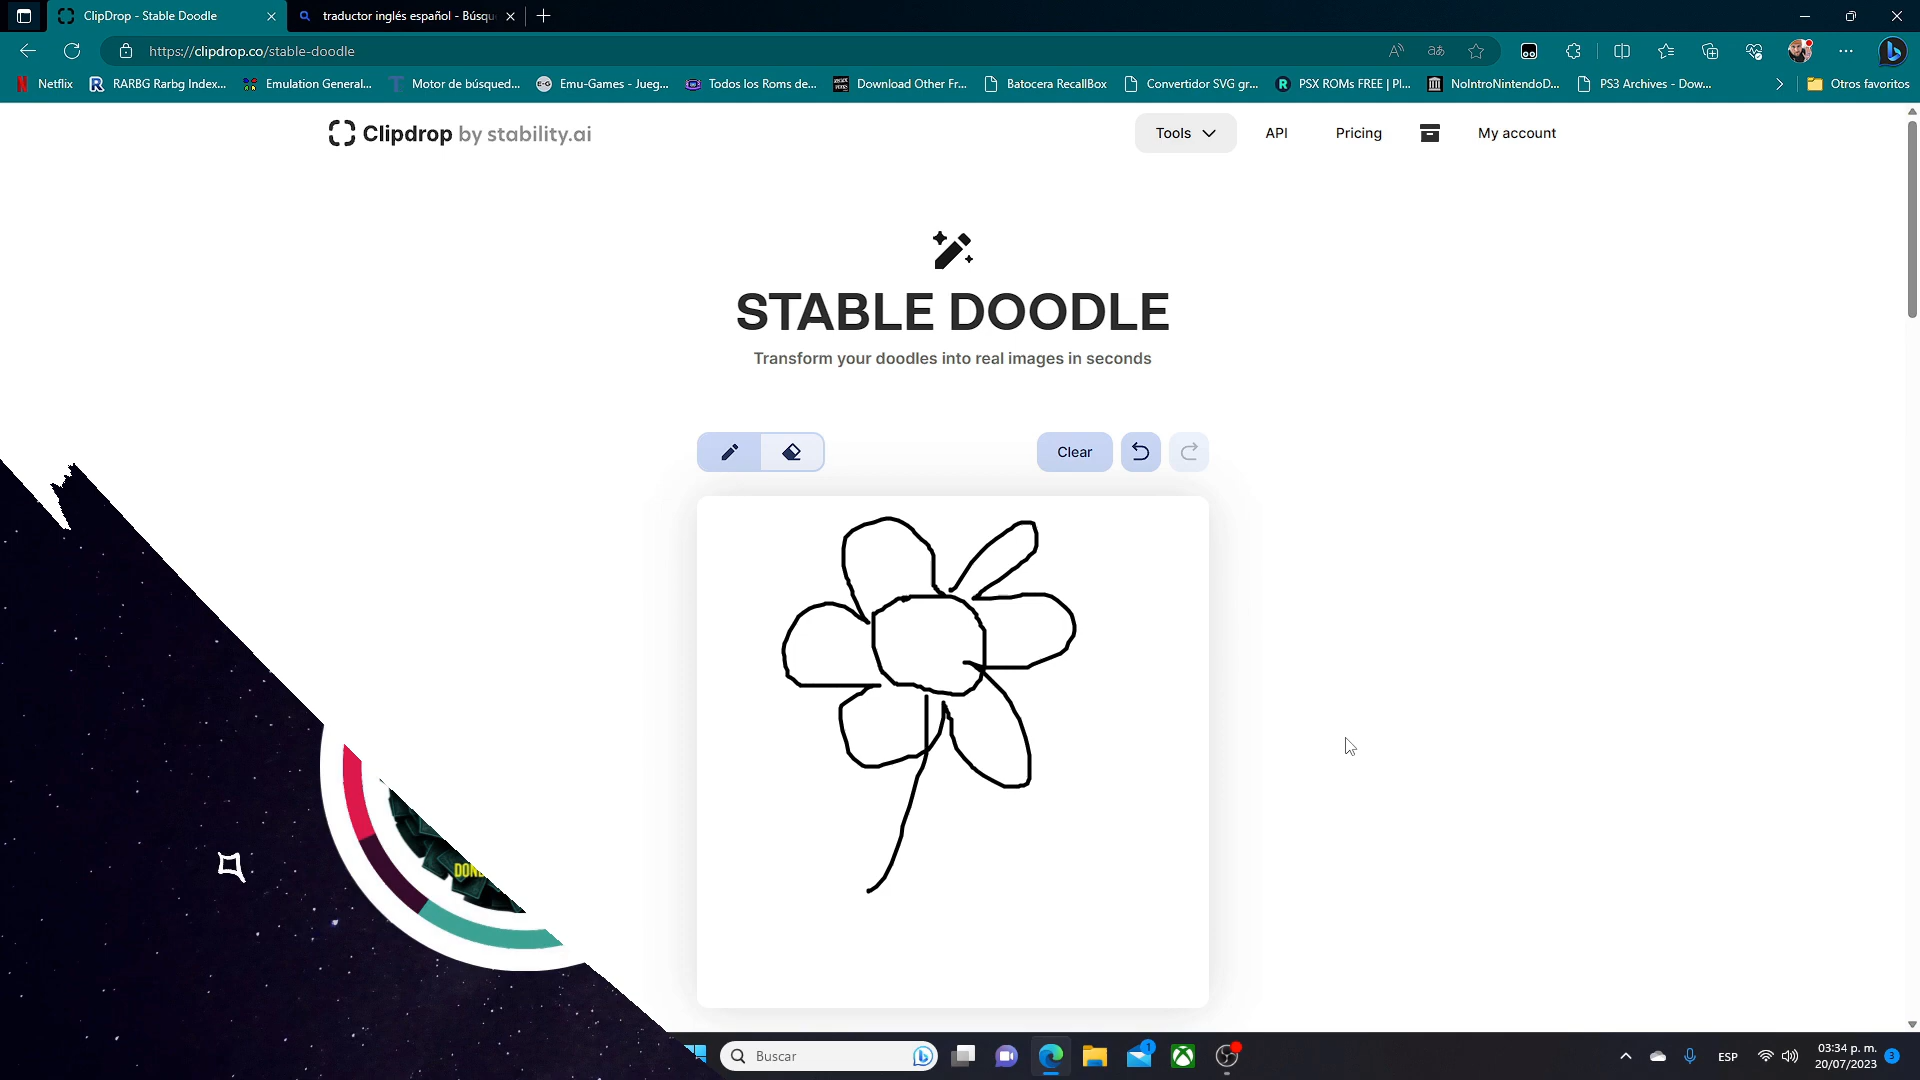 ClipDrop - Stable Doodle
traductor inglés español - Búsqu
https://clipdrop.co/stable-doodle
Netflix
RARBG Rarbg Index...
Emulation General...
Motor de búsqued...
Emu-Games - Jueg...
Todos los Roms de...
Download Other Fr...
Batocera RecallBox
Convertidor SVG gr...
PSX ROMs FREE | Pl...
NoIntroNintendoD...
PS3 Archives - Dow...
Otros favoritos
Clipdrop by stability.ai
Tools
API
Pricing
My account
STABLE DOODLE
Transform your doodles into real images in seconds
Clear
Buscar
1
ESP
03:34 p. m.
20/07/2023
3